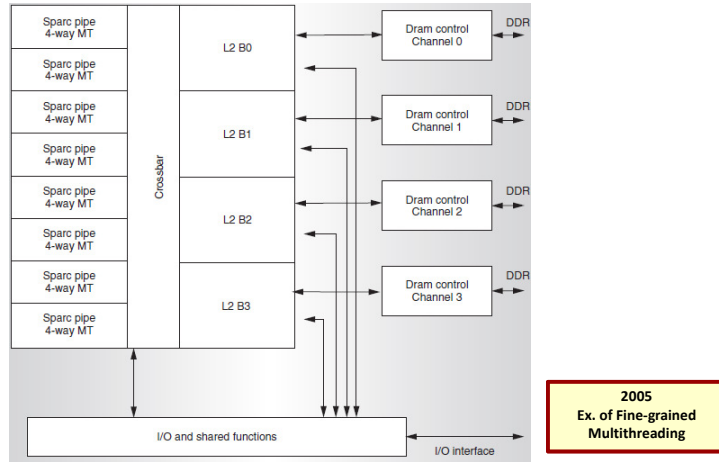 Sparc pipe
4-way MT
Sparc pipe
4-way MT
Sparc pipe
4-way MT
Sparc pipe
4-way MT
Sparc pipe
4-way MT
Sparc pipe
4-way MT
Sparc pipe
4-way MT
Sparc pipe
4-way MT
Crossbar
L2 B0
L2 B1
L2 B2
L2 B3
Dram control
Channel 0
DDR
Dram control
Channel 1
DDR
Dram control
Channel 2
DDR
Dram control
Channel 3
DDR
I/O and shared functions
I/O interface
2005
Ex. of Fine-grained
Multithreading